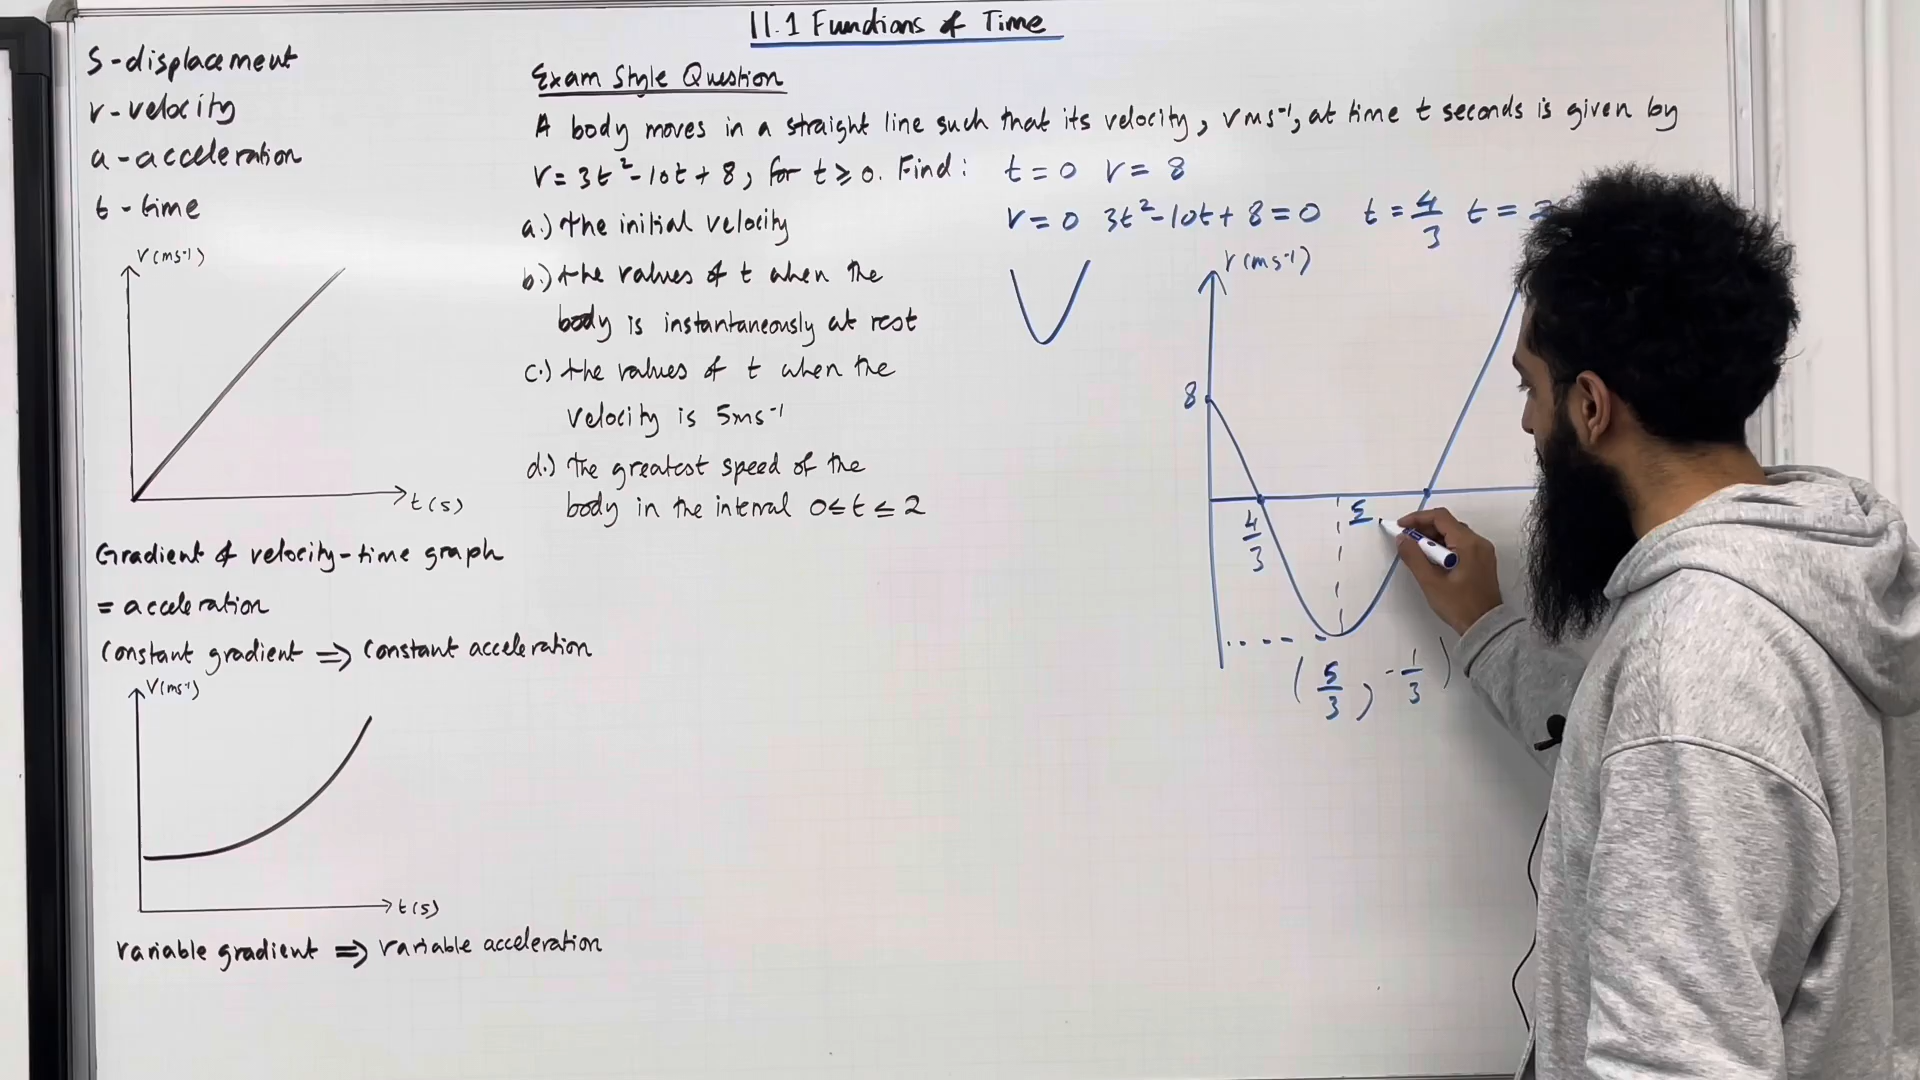 11.1 Functions of Time
s - displacement
v - velocity
a - acceleration
t - time
v(ms⁻¹)
t(s)
Gradient of velocity-time graph
= acceleration
constant gradient ⇒ constant acceleration
v(ms⁻¹)
t(s)
variable gradient ⇒ variable acceleration
Exam Style Question
A body moves in a straight line such that its velocity, v ms⁻¹, at time t seconds is given by
v = 3t² - 10t + 8, for t ≥ 0. Find:
a.) the initial velocity
b.) the values of t when the
body is instantaneously at rest
c.) the values of t when the
velocity is 5ms⁻¹
d.) the greatest speed of the
body in the interval 0 ≤ t ≤ 2
t = 0 v = 8
v = 0 3t² - 10t + 8 = 0 t = 4/3 t =
v(ms⁻¹)
8
4/3
(5/3, -1/3)